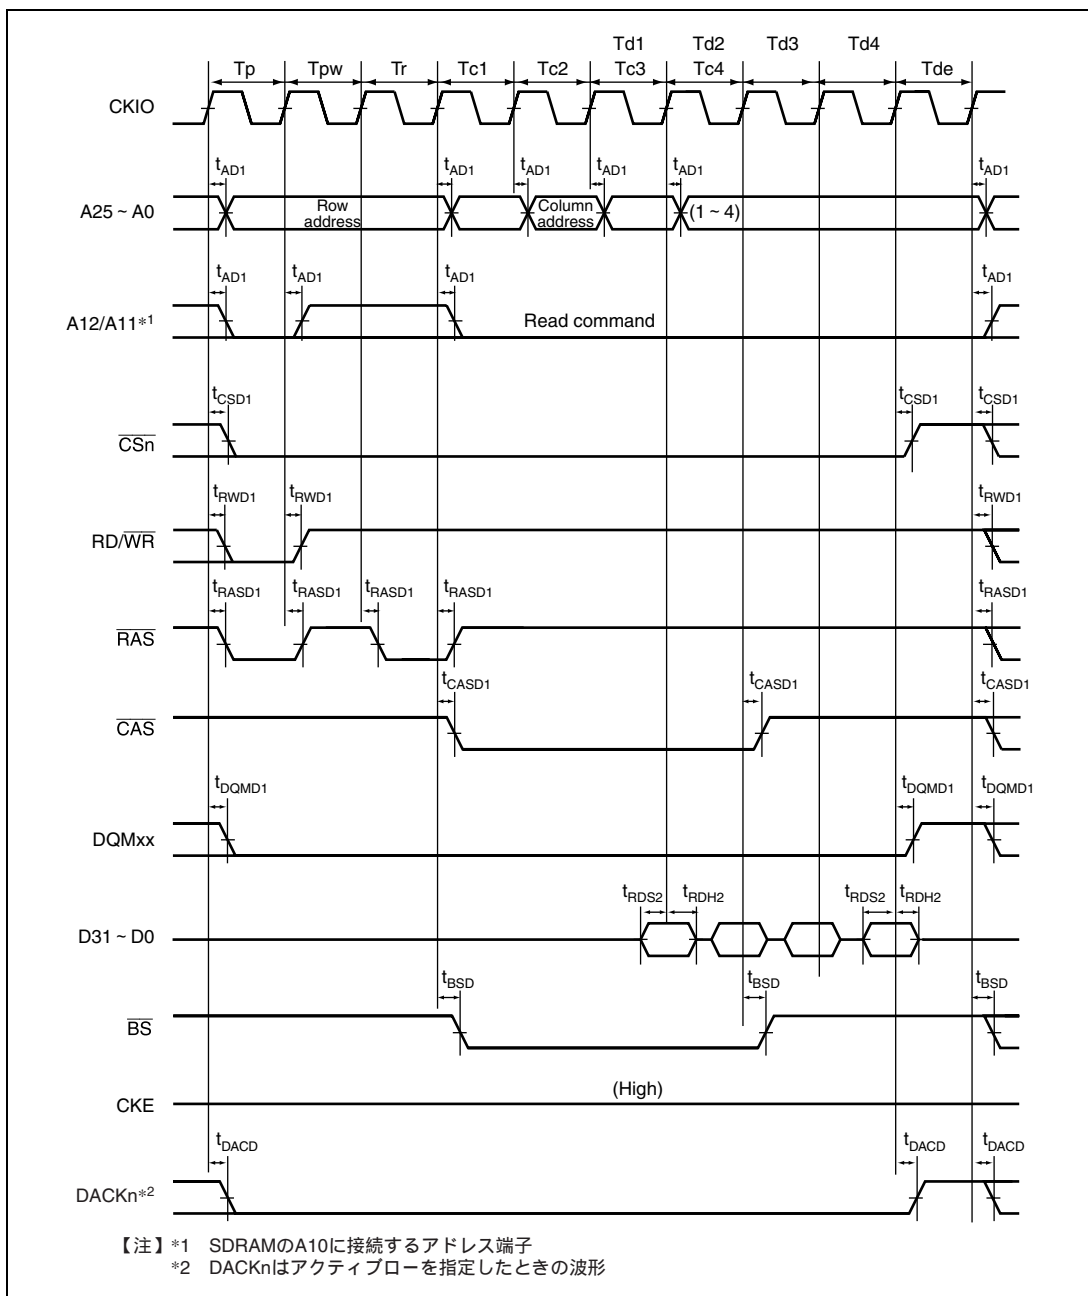 Td1 Td2 Td3 Td4
Tp Tpw Tr Tc1 Tc2 Tc3 Tc4 Tde
CKIO
tAD1 tAD1 tAD1 tAD1 tAD1 tAD1
A25 ~ A0
Row address
Column address
(1 ~ 4)
tAD1 tAD1 tAD1 tAD1
A12/A11*1
Read command
tCSD1 tCSD1 tCSD1
CSn
tRWD1 tRWD1 tRWD1
RD/WR
tRASD1 tRASD1 tRASD1 tRASD1 tRASD1
RAS
tCASD1 tCASD1 tCASD1
CAS
tDQMD1 tDQMD1 tDQMD1
DQMxx
tRDS2 tRDH2 tRDS2 tRDH2
D31 ~ D0
tBSD tBSD tBSD
BS
(High)
CKE
tDACD tDACD tDACD
DACKn*2
【注】*1 SDRAMのA10に接続するアドレス端子
*2 DACKnはアクティブローを指定したときの波形